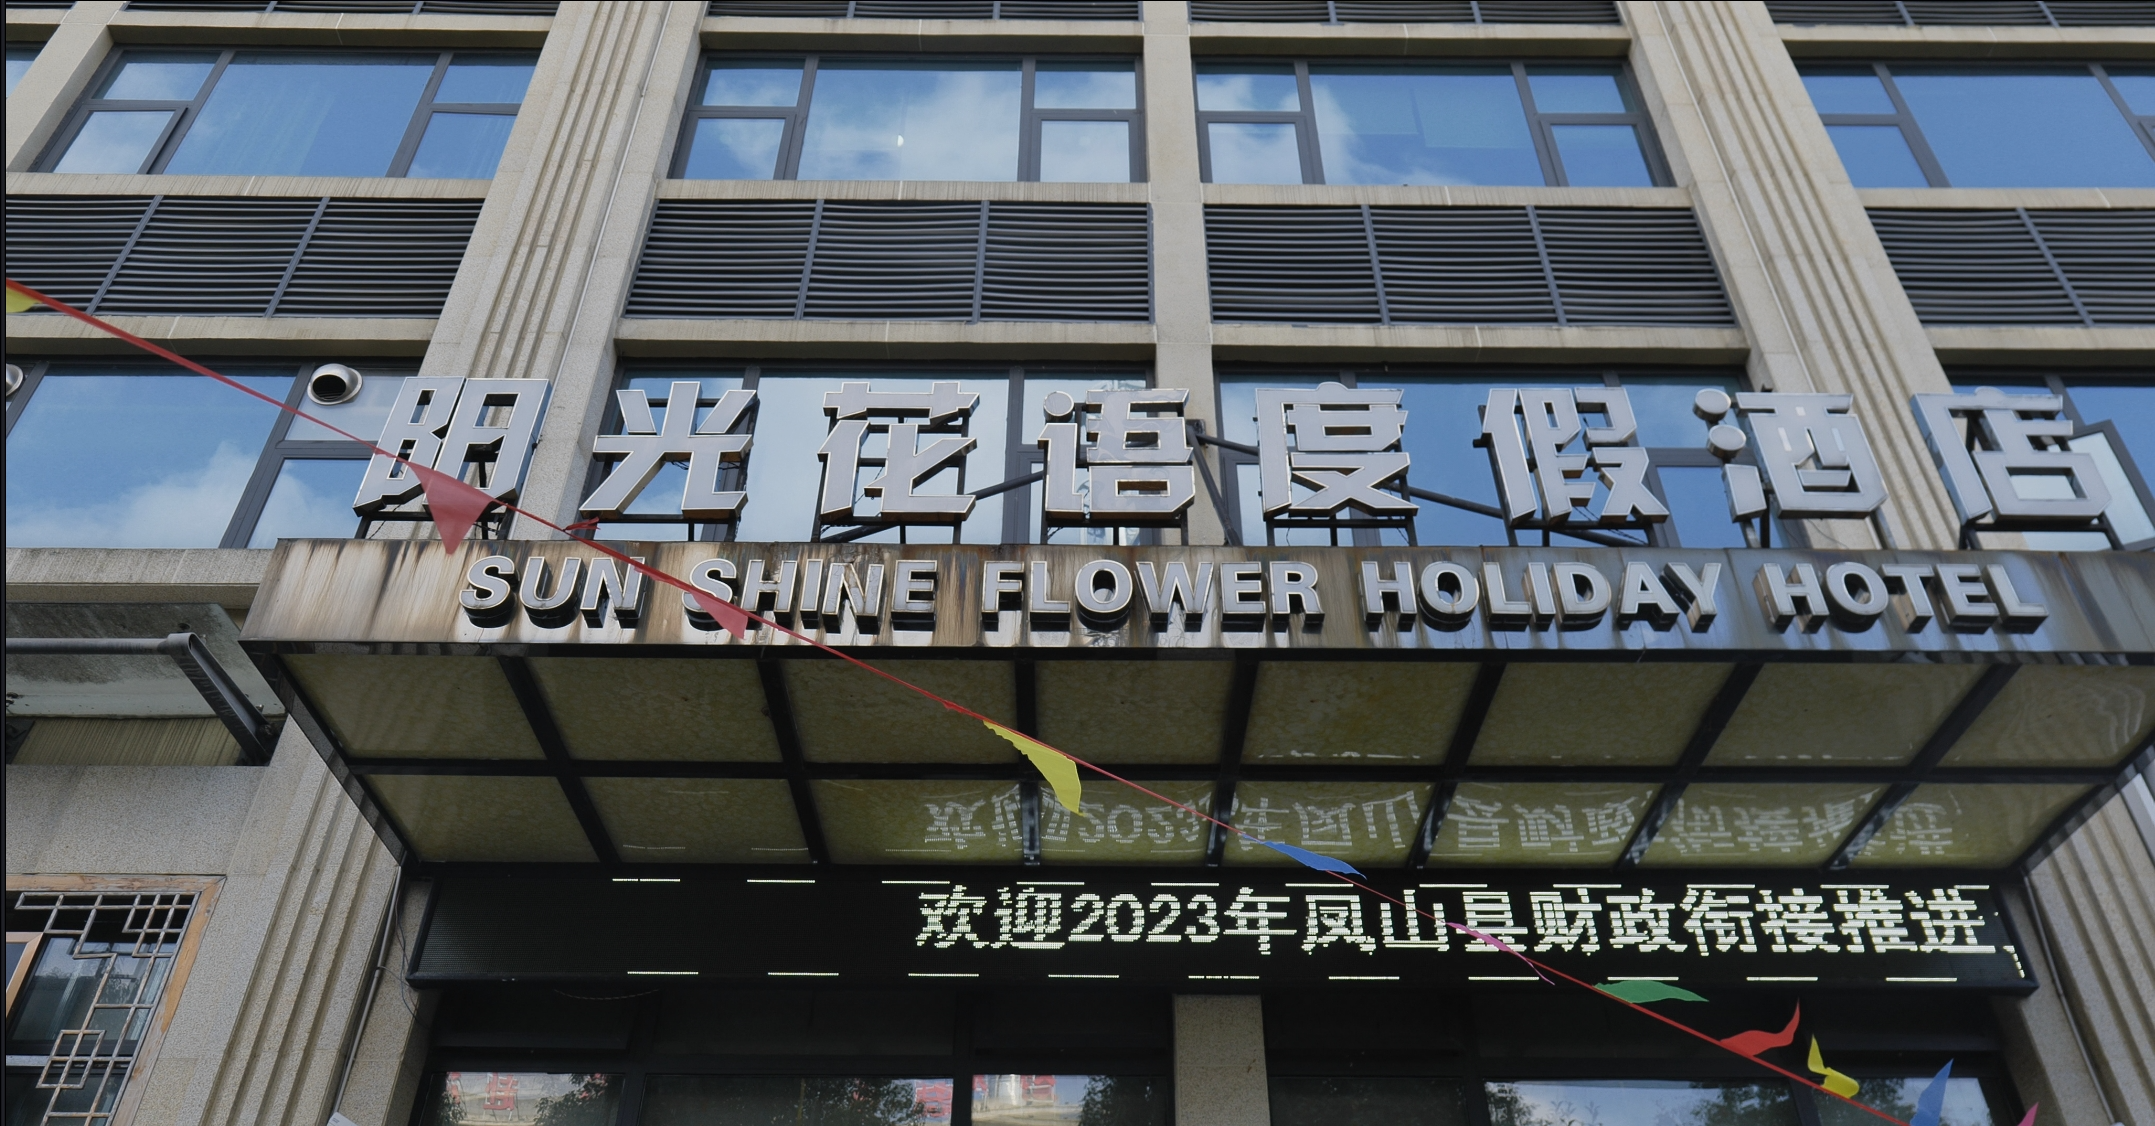 阳光花语度假酒店
SUN SHINE FLOWER HOLIDAY HOTEL
欢迎2023年凤山县财政衔接推进